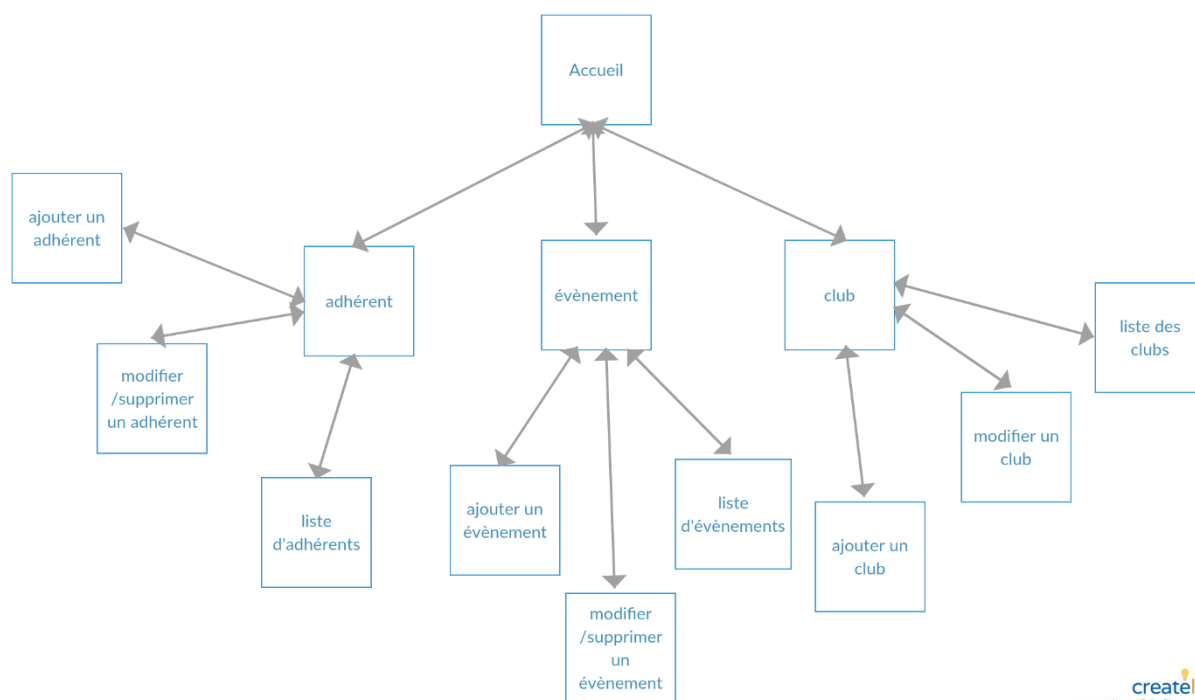 Accueil
ajouter un
adhérent
adhérent
évènement
club
liste des
clubs
modifier
/supprimer
un adhérent
modifier un
club
liste
d'adhérents
ajouter un
évènement
liste
d'évènements
ajouter un
club
modifier
/supprimer
un
évènement